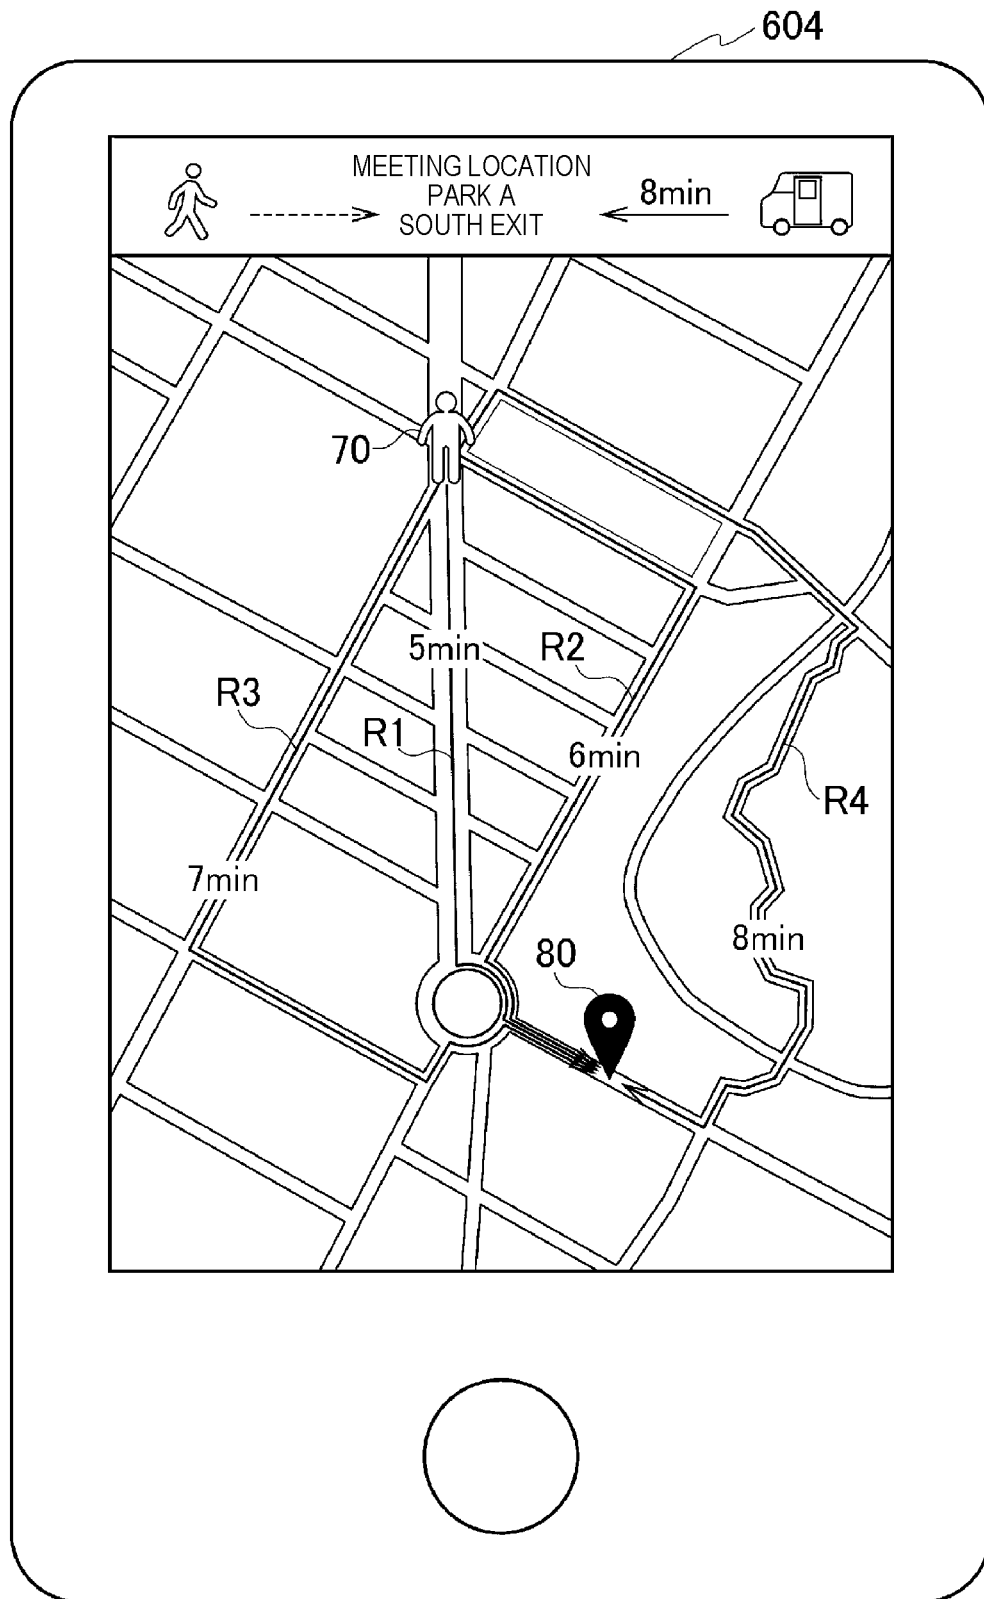 604
MEETING LOCATION
PARK A
SOUTH EXIT
8min
70
5min
R2
R3
R1
6min
R4
7min
8min
80